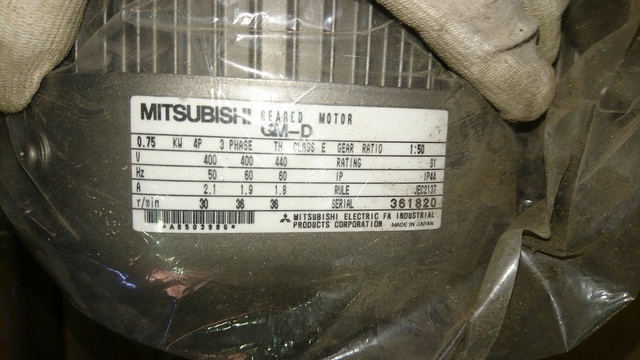 MITSUBISHI GEARED MOTOR
GM-D
0.75 KW 4P 3 PHASE TH CLASS E GEAR RATIO 1:50
V 400 400 440 RATING S1
Hz 50 60 60 IP IP44
A 2.1 1.9 1.8 RULE JEC2137
r/min 30 36 36 SERIAL 361820
MITSUBISHI ELECTRIC FA INDUSTRIAL
PRODUCTS CORPORATION MADE IN JAPAN